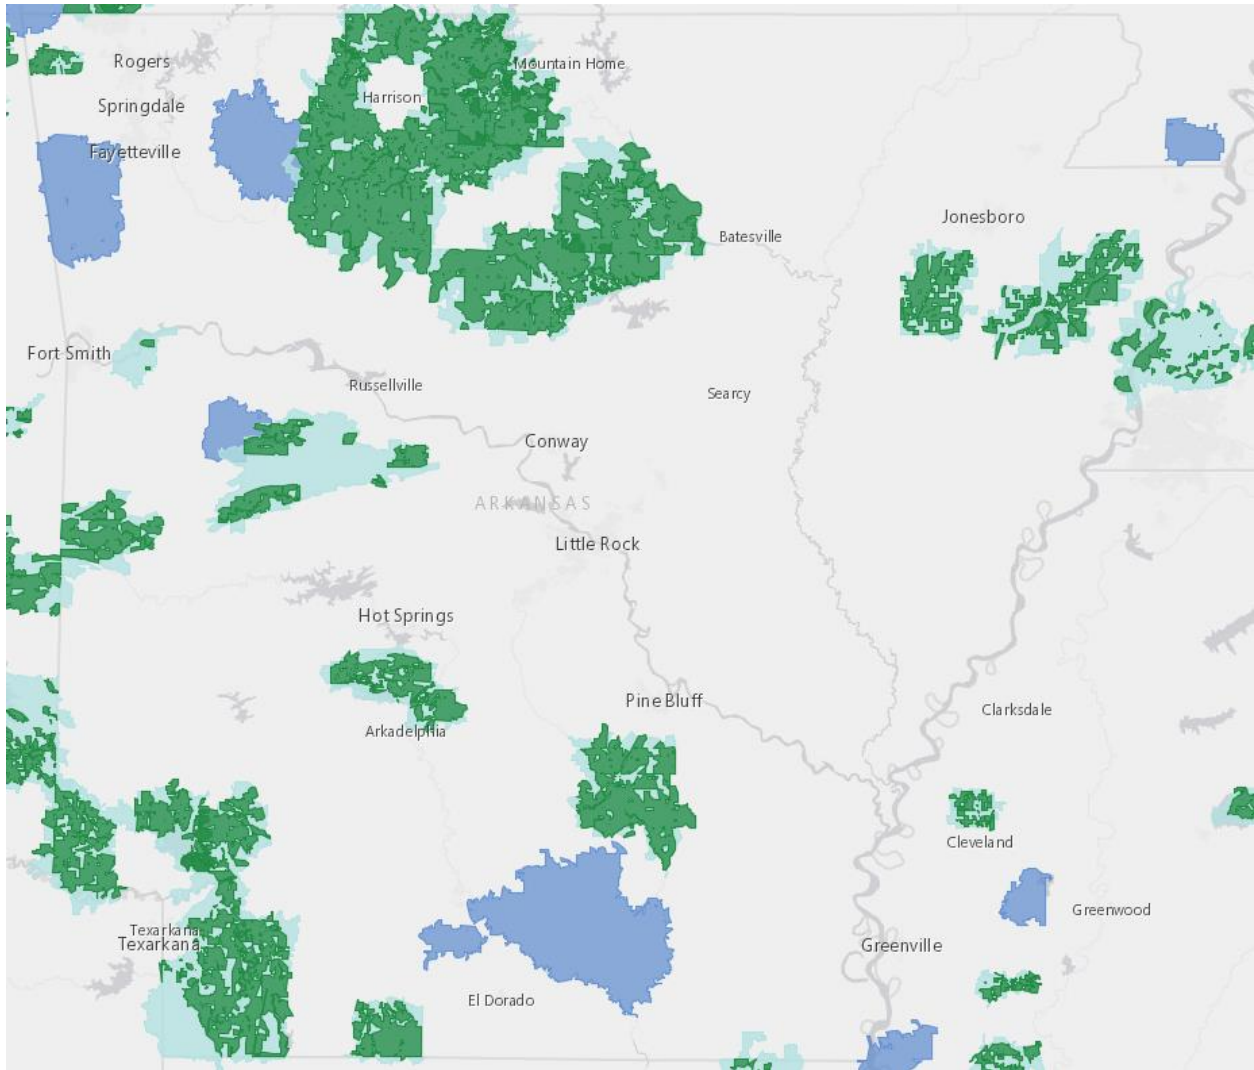 Rogers
Mountain Home
Harrison
Springdale
Fayetteville
Jonesboro
Batesville
Fort Smith
Russellville
Searcy
Conway
ARKANSAS
Little Rock
Hot Springs
Pine Bluff
Clarksdale
Arkadelphia
Cleveland
Greenwood
Texarkana
Texarkana
Greenville
El Dorado